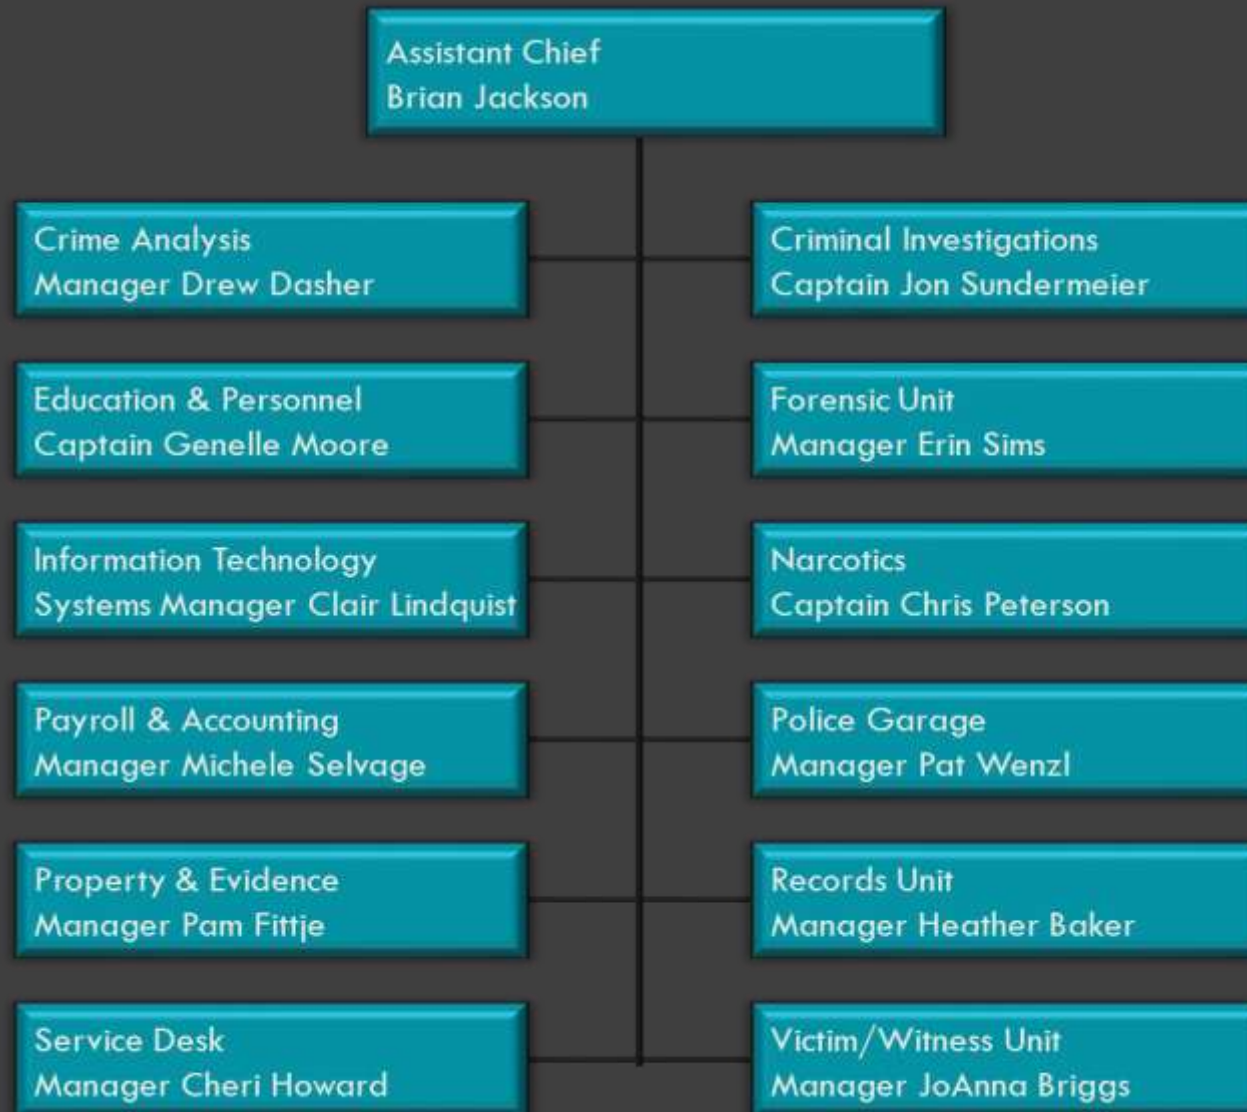 Assistant Chief
Brian Jackson
Crime Analysis
Manager Drew Dasher
Criminal Investigations
Captain Jon Sundermeier
Education & Personnel
Captain Genelle Moore
Forensic Unit
Manager Erin Sims
Information Technology
Systems Manager Clair Lindquist
Narcotics
Captain Chris Peterson
Payroll & Accounting
Manager Michele Selvage
Police Garage
Manager Pat Wenzl
Property & Evidence
Manager Pam Fittje
Records Unit
Manager Heather Baker
Service Desk
Manager Cheri Howard
Victim/Witness Unit
Manager JoAnna Briggs